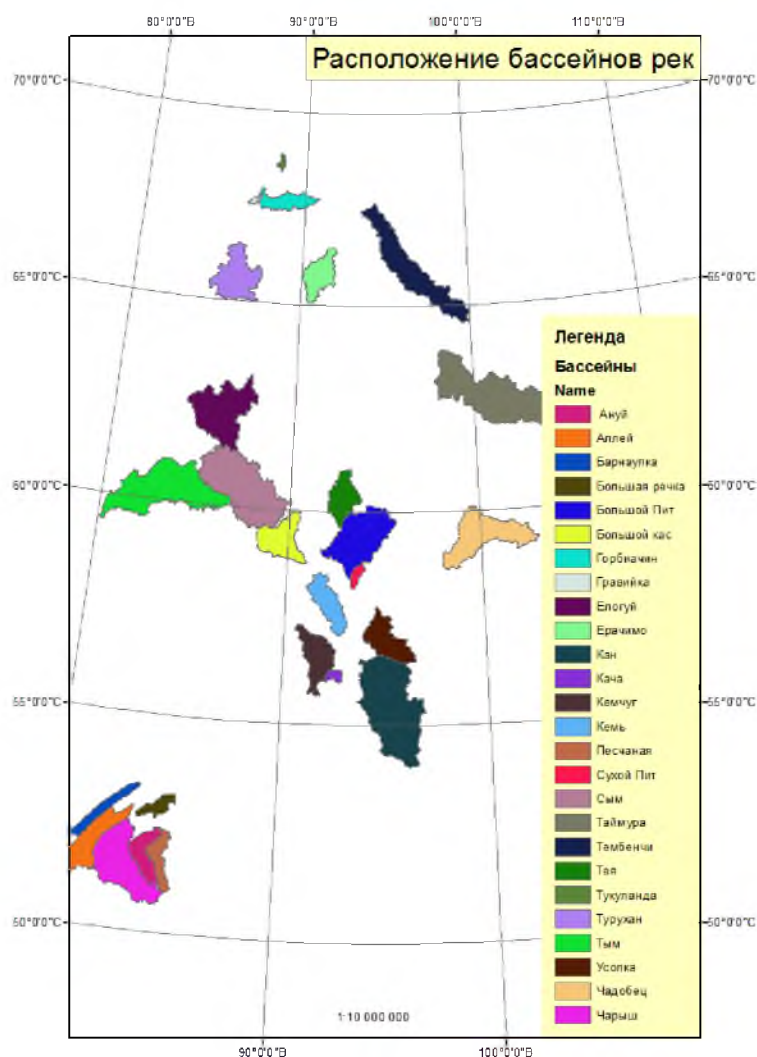 80°0'0"В 90°0'0"В 100°0'0"В 110°0'0"В
Расположение бассейнов рек
70°0'0"С 70°0'0"С
65°0'0"С 65°0'0"С
Легенда
Бассейны
Name
Ануй
Аллей
Барнаулка
Большая речка
Большой Пит
Большой кас
Горбиачин
Гравийка
Елогуй
Ерачимо
Кан
Кача
Кемчуг
Кемь
Песчаная
Сухой Пит
Сым
Таймура
Тембенчи
Тея
Тукуланда
Турухан
Тым
Усолка
Чадобец
Чарыш
60°0'0"С 60°0'0"С
55°0'0"С 55°0'0"С
50°0'0"С 50°0'0"С
1:10 000 000
90°0'0"В 100°0'0"В